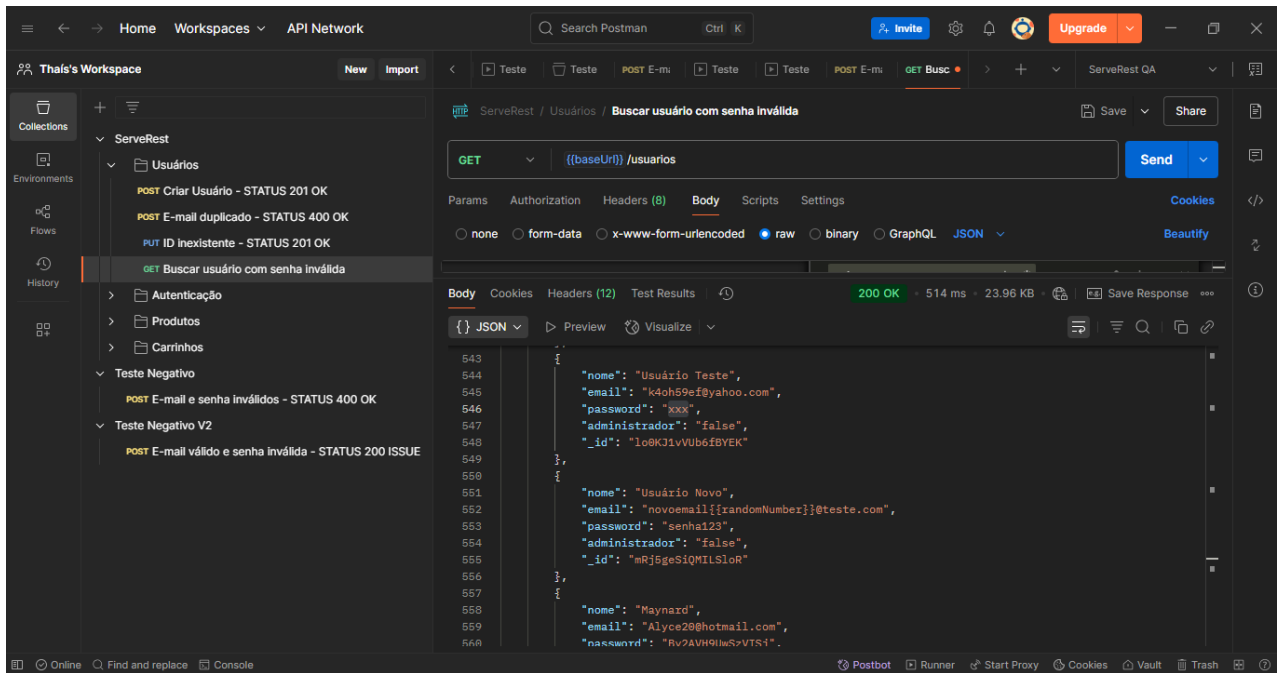 Home Workspaces API Network Search Postman Ctrl K Invite Upgrade
Thaís's Workspace New Import Teste Teste POST E-ma Teste Teste POST E-ma GET Busc ServeRest QA
Collections
Environments
Flows
History
ServeRest
Usuários
POST Criar Usuário - STATUS 201 OK
POST E-mail duplicado - STATUS 400 OK
PUT ID inexistente - STATUS 201 OK
GET Buscar usuário com senha inválida
Autenticação
Produtos
Carrinhos
Teste Negativo
POST E-mail e senha inválidos - STATUS 400 OK
Teste Negativo V2
POST E-mail válido e senha inválida - STATUS 200 ISSUE
HTTP ServeRest / Usuários / Buscar usuário com senha inválida Save Share
GET {{baseUrl}} /usuarios Send
Params Authorization Headers (8) Body Scripts Settings Cookies
none form-data x-www-form-urlencoded raw binary GraphQL JSON Beautify
Body Cookies Headers (12) Test Results 200 OK 514 ms 23.96 KB Save Response
{} JSON Preview Visualize
543 {
544 "nome": "Usuário Teste",
545 "email": "k4oh59ef@yahoo.com",
546 "password": "xxx",
547 "administrador": "false",
548 "_id": "lo0KJ1vVUb6fBYEK"
549 },
550 {
551 "nome": "Usuário Novo",
552 "email": "novoemail{{randomNumber}}@teste.com",
553 "password": "senha123",
554 "administrador": "false",
555 "_id": "mRj5geSiQMILSloR"
556 },
557 {
558 "nome": "Maynard",
559 "email": "Alyce20@hotmail.com",
560 "password":
Online Find and replace Console Postbot Runner Start Proxy Cookies Vault Trash